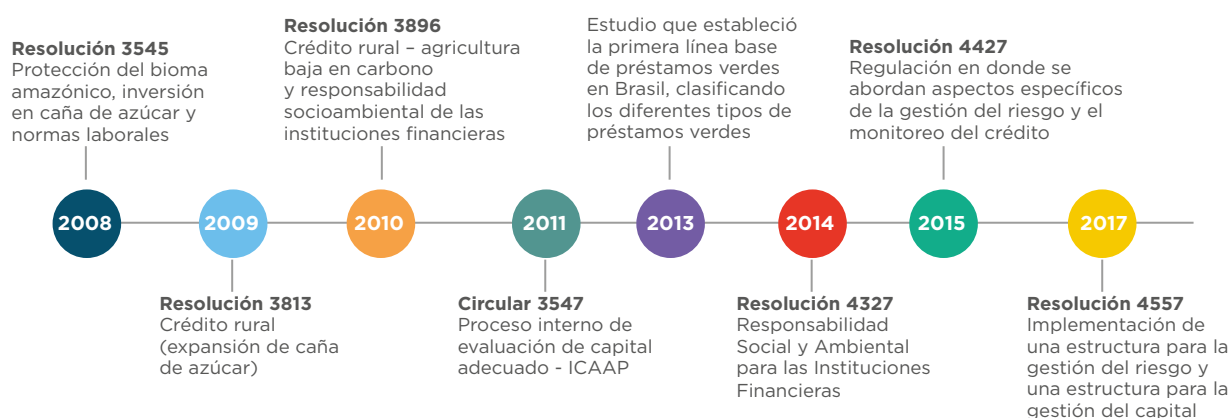 Resolución 3545
Protección del bioma
amazónico, inversión
en caña de azúcar y
normas laborales
Resolución 3896
Crédito rural – agricultura
baja en carbono
y responsabilidad
socioambiental de las
instituciones financieras
Estudio que estableció
la primera línea base
de préstamos verdes
en Brasil, clasificando
los diferentes tipos de
préstamos verdes
Resolución 4427
Regulación en donde se
abordan aspectos específicos
de la gestión del riesgo y el
monitoreo del crédito
2008
2009
2010
2011
2013
2014
2015
2017
Resolución 3813
Crédito rural
(expansión de caña
de azúcar)
Circular 3547
Proceso interno de
evaluación de capital
adecuado - ICAAP
Resolución 4327
Responsabilidad
Social y Ambiental
para las Instituciones
Financieras
Resolución 4557
Implementación de
una estructura para la
gestión del riesgo y
una estructura para la
gestión del capital